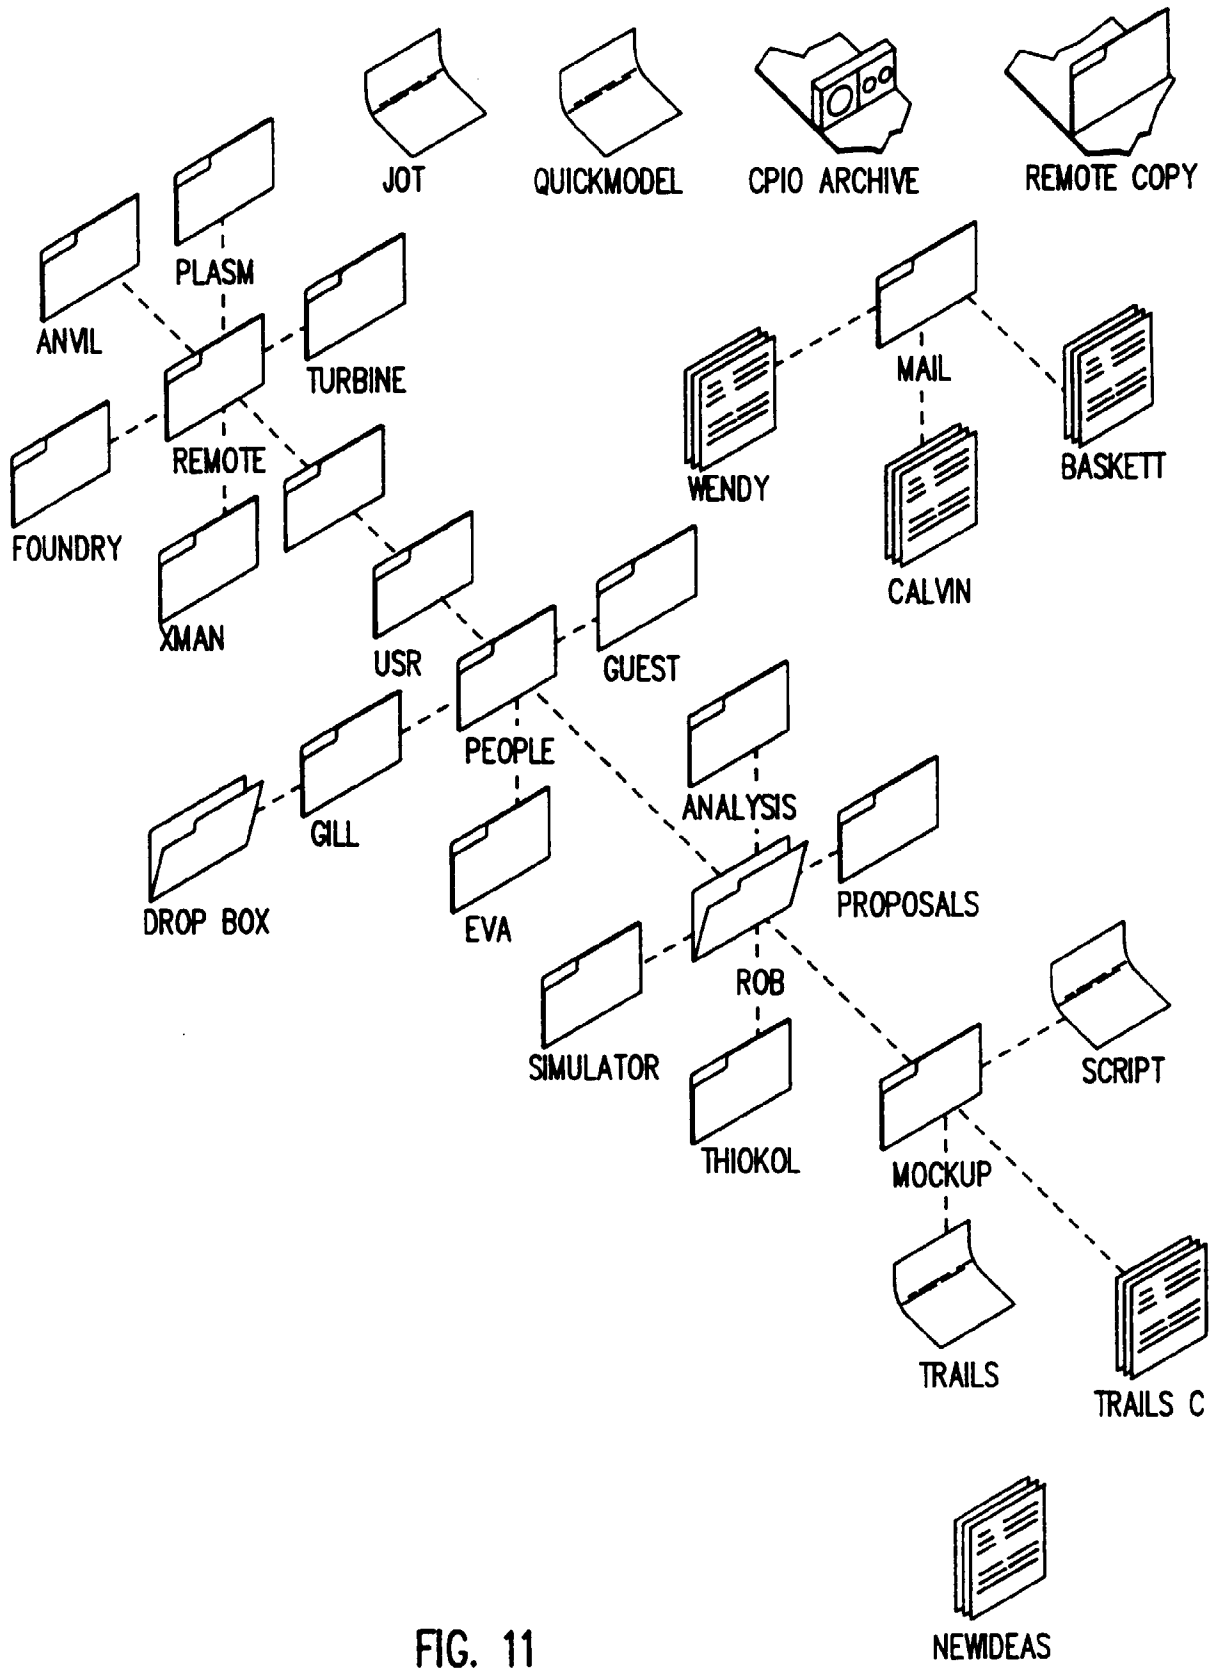 JOT
QUICKMODEL
CPIO ARCHIVE
REMOTE COPY
PLASM
ANVIL
TURBINE
MAIL
REMOTE
WENDY
BASKETT
FOUNDRY
CALVIN
XMAN
USR
GUEST
PEOPLE
ANALYSIS
GILL
PROPOSALS
DROP BOX
EVA
ROB
SIMULATOR
SCRIPT
THIOKOL
MOCKUP
TRAILS
TRAILS C
NEWIDEAS
FIG. 11